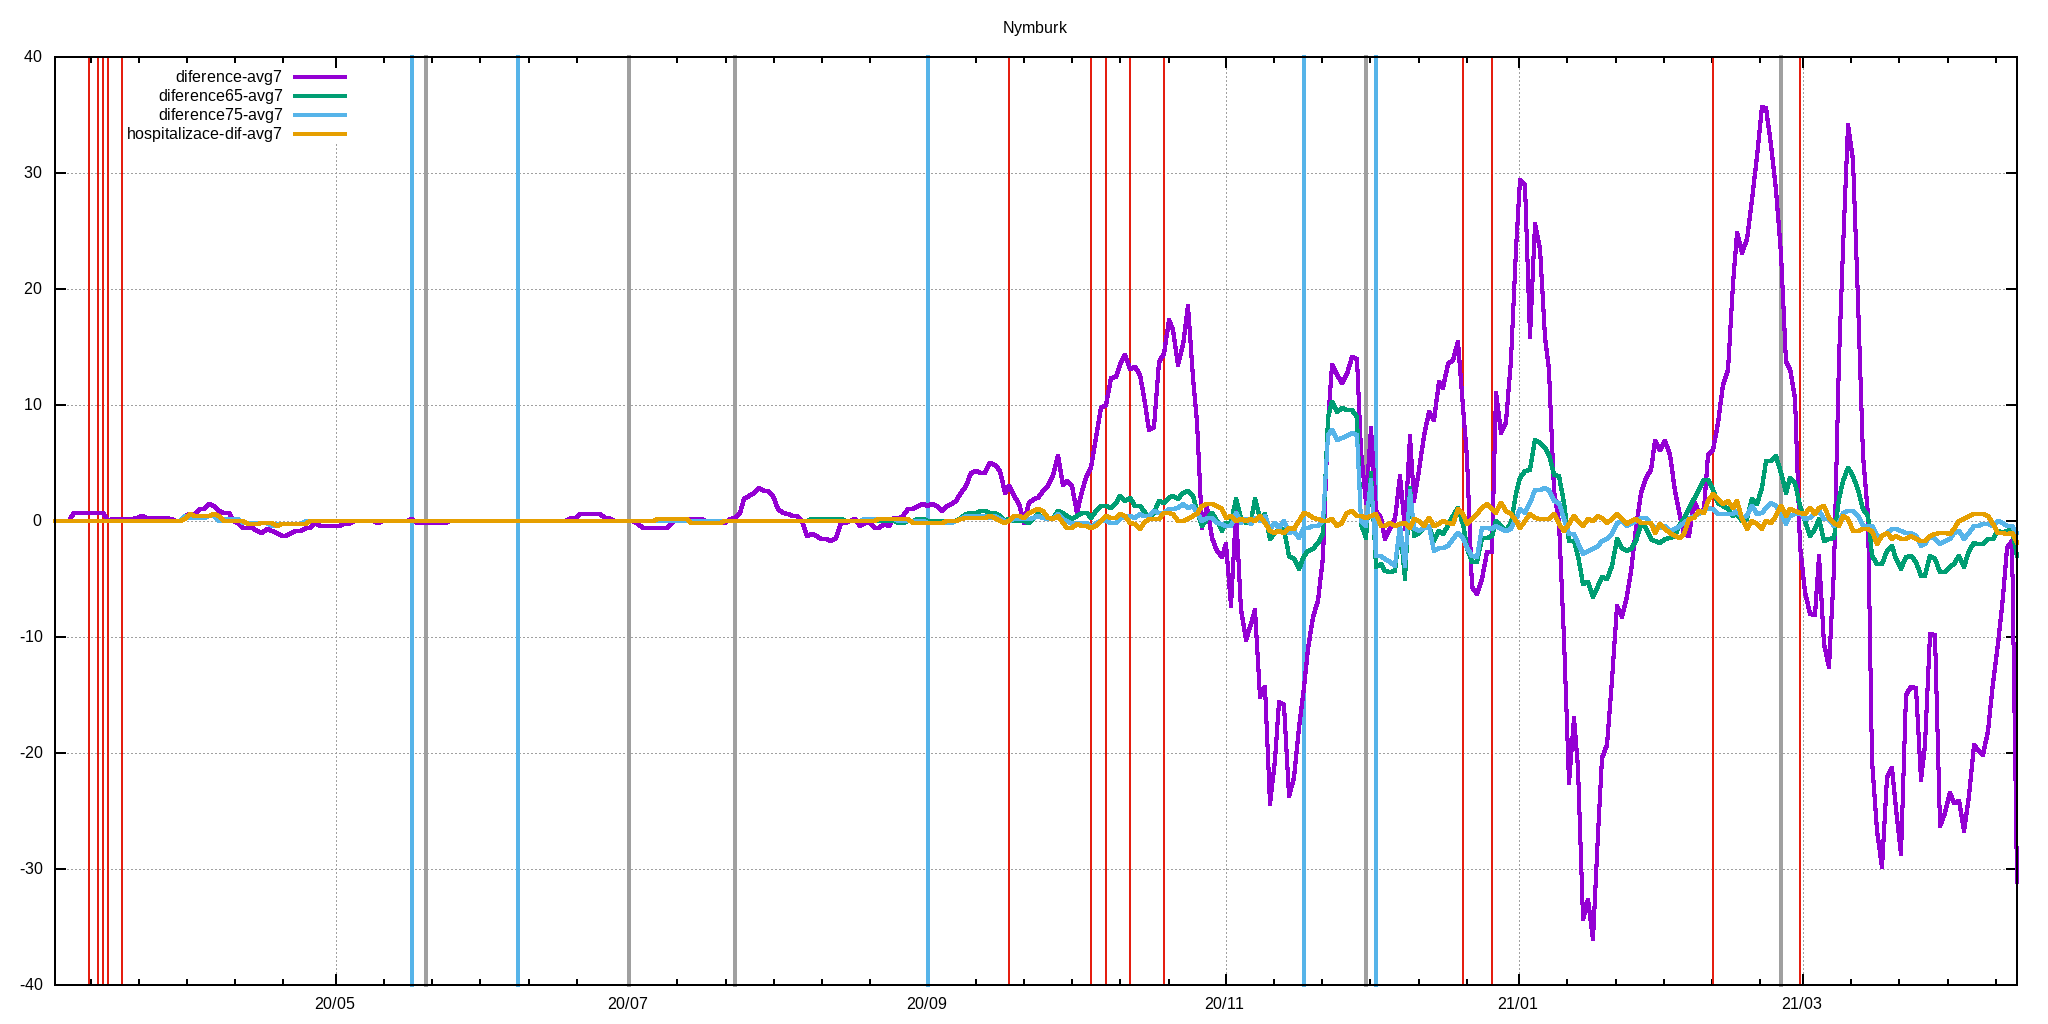 Nymburk
diference-avg7
diference65-avg7
diference75-avg7
hospitalizace-dif-avg7
40
30
20
10
0
-10
-20
-30
-40
20/05 20/07 20/09 20/11 21/01 21/03